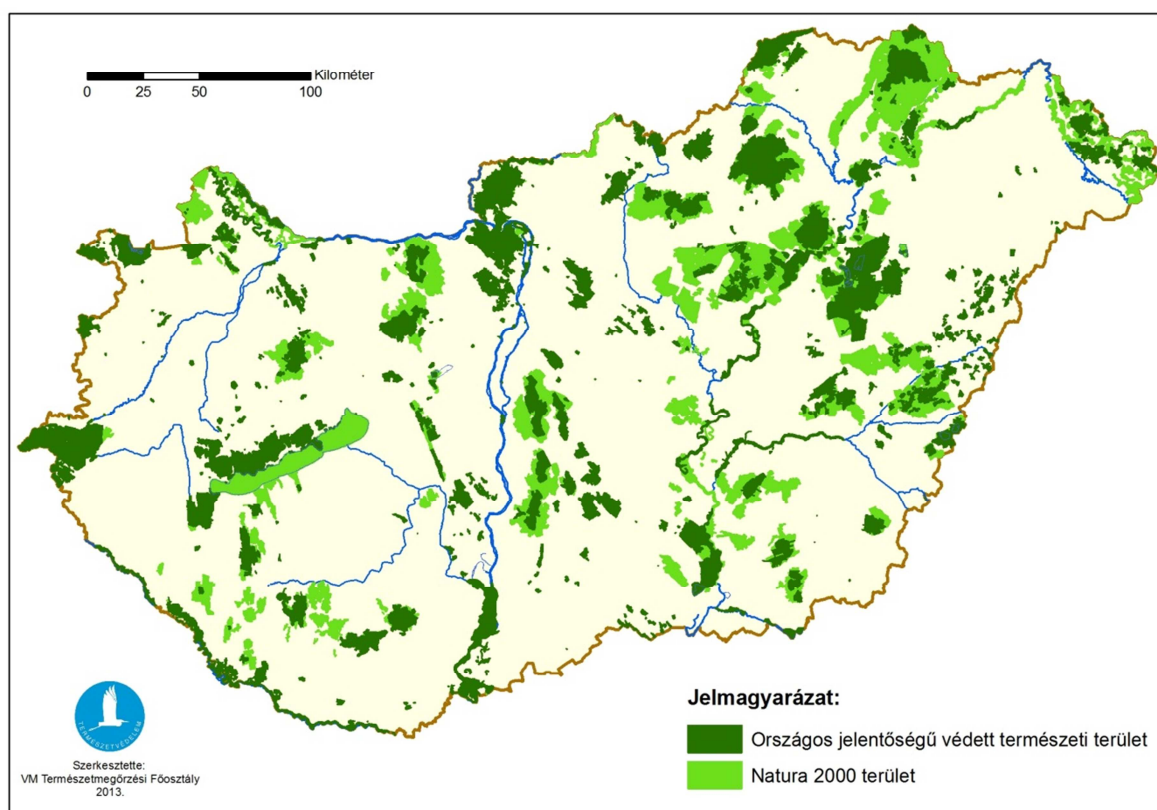 Kilométer
0 25 50 100
Jelmagyarázat:
Országos jelentőségű védett természeti terület
Natura 2000 terület
TERMÉSZETVÉDELEM
Szerkesztette:
VM Természetmegőrzési Főosztály
2013.